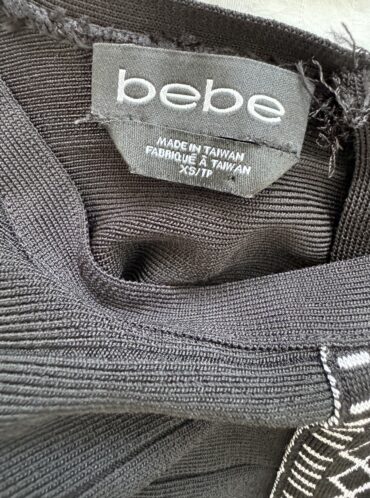 bebe
MADE IN TAIWAN
FABRIQUÉ À TAIWAN
XS/TP